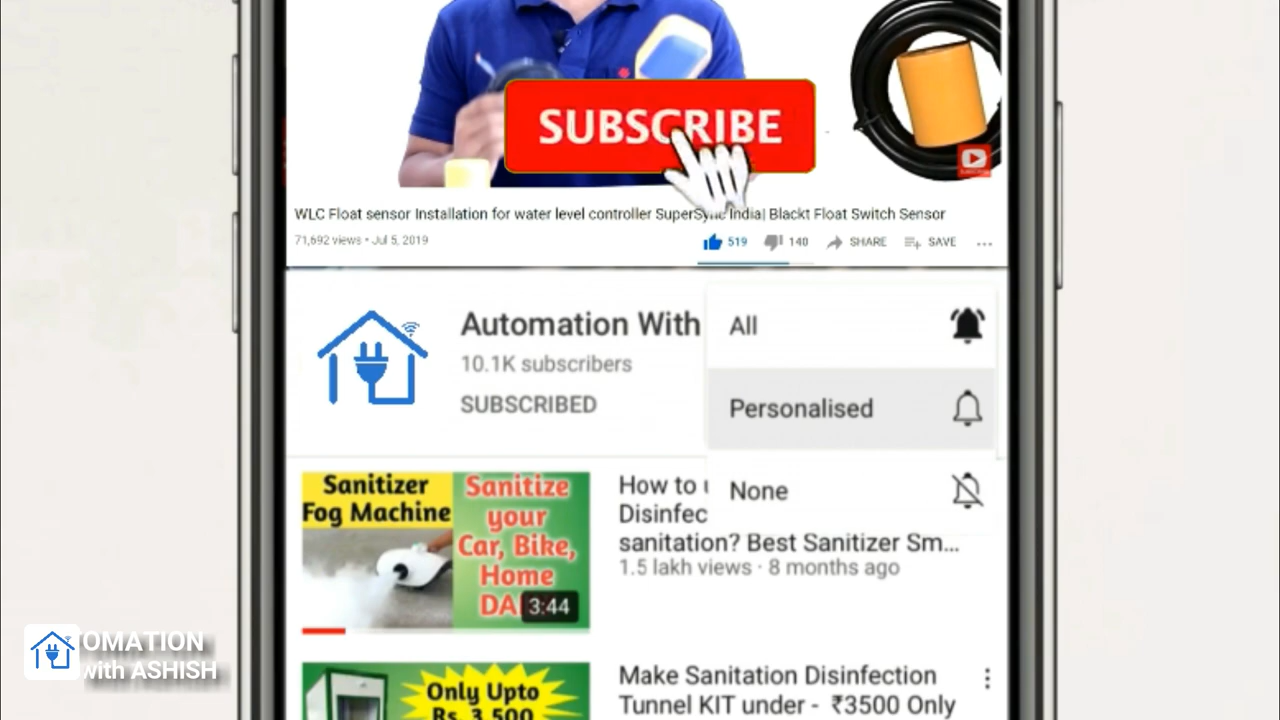 SUBSCRIBE
WLC Float sensor Installation for water level controller SuperSync India| Blackt Float Switch Sensor
71,692 views • Jul 5, 2019
519
140
SHARE
SAVE
Automation With
10.1K subscribers
SUBSCRIBED
All
Personalised
None
Sanitizer
Fog Machine
Sanitize
your
Car, Bike,
Home
3:44
How to
Disinfec
sanitation? Best Sanitizer Sm...
1.5 lakh views · 8 months ago
Only Upto
Rs. 3,500
Make Sanitation Disinfection
Tunnel KIT under - ₹3500 Only
OMATION
with ASHISH